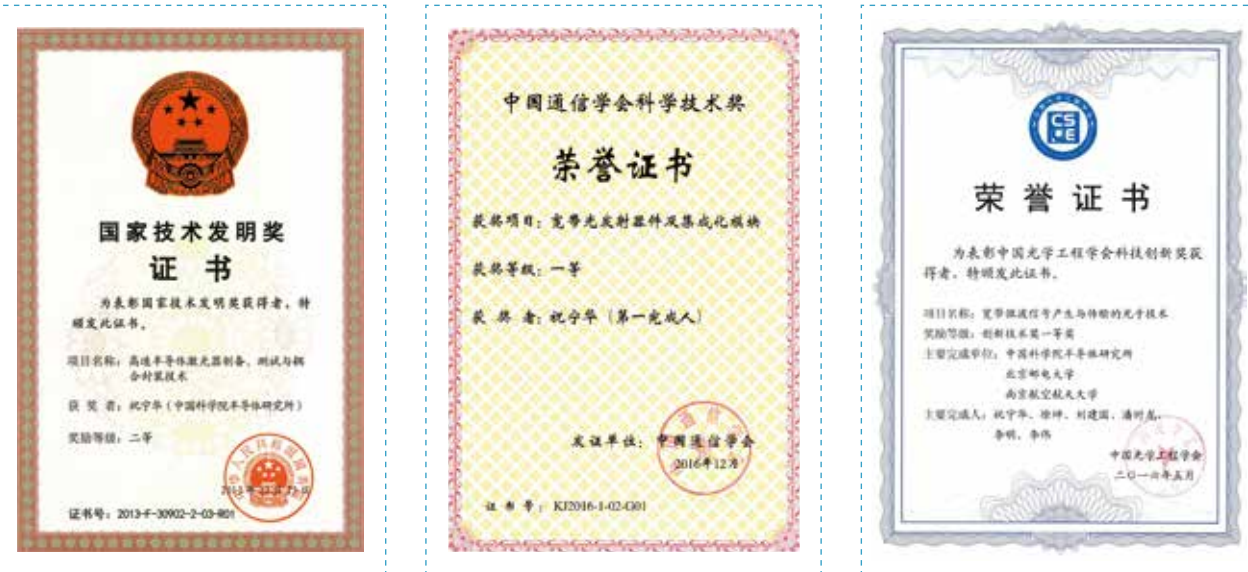 国家技术发明奖
证 书
为表彰国家技术发明奖获得者,特
颁发此证书。
项目名称:高速半导体激光器制备、测试与耦
合封装技术
获 奖 者:祝宁华(中国科学院半导体研究所)
奖励等级:二等
证书号:2013-F-30902-2-03-R01
中国通信学会科学技术奖
荣誉证书
获奖项目:宽带光发射器件及集成化模块
获奖等级:一等
获 奖 者:祝宁华(第一完成人)
发证单位:中国通信学会
2016年12月
证 书 号:KJ2016-1-02-G01
CS
E
荣誉证书
为表彰中国光学工程学会科技创新奖获
得者,特颁发此证书。
项目名称:宽带微波信号产生与传输的光子技术
奖励等级:创新技术奖一等奖
主要完成单位:中国科学院半导体研究所
北京邮电大学
南京航空航天大学
主要完成人:祝宁华、徐坤、刘建国、潘时龙、
李明、李伟
中国光学工程学会
二〇一六年五月